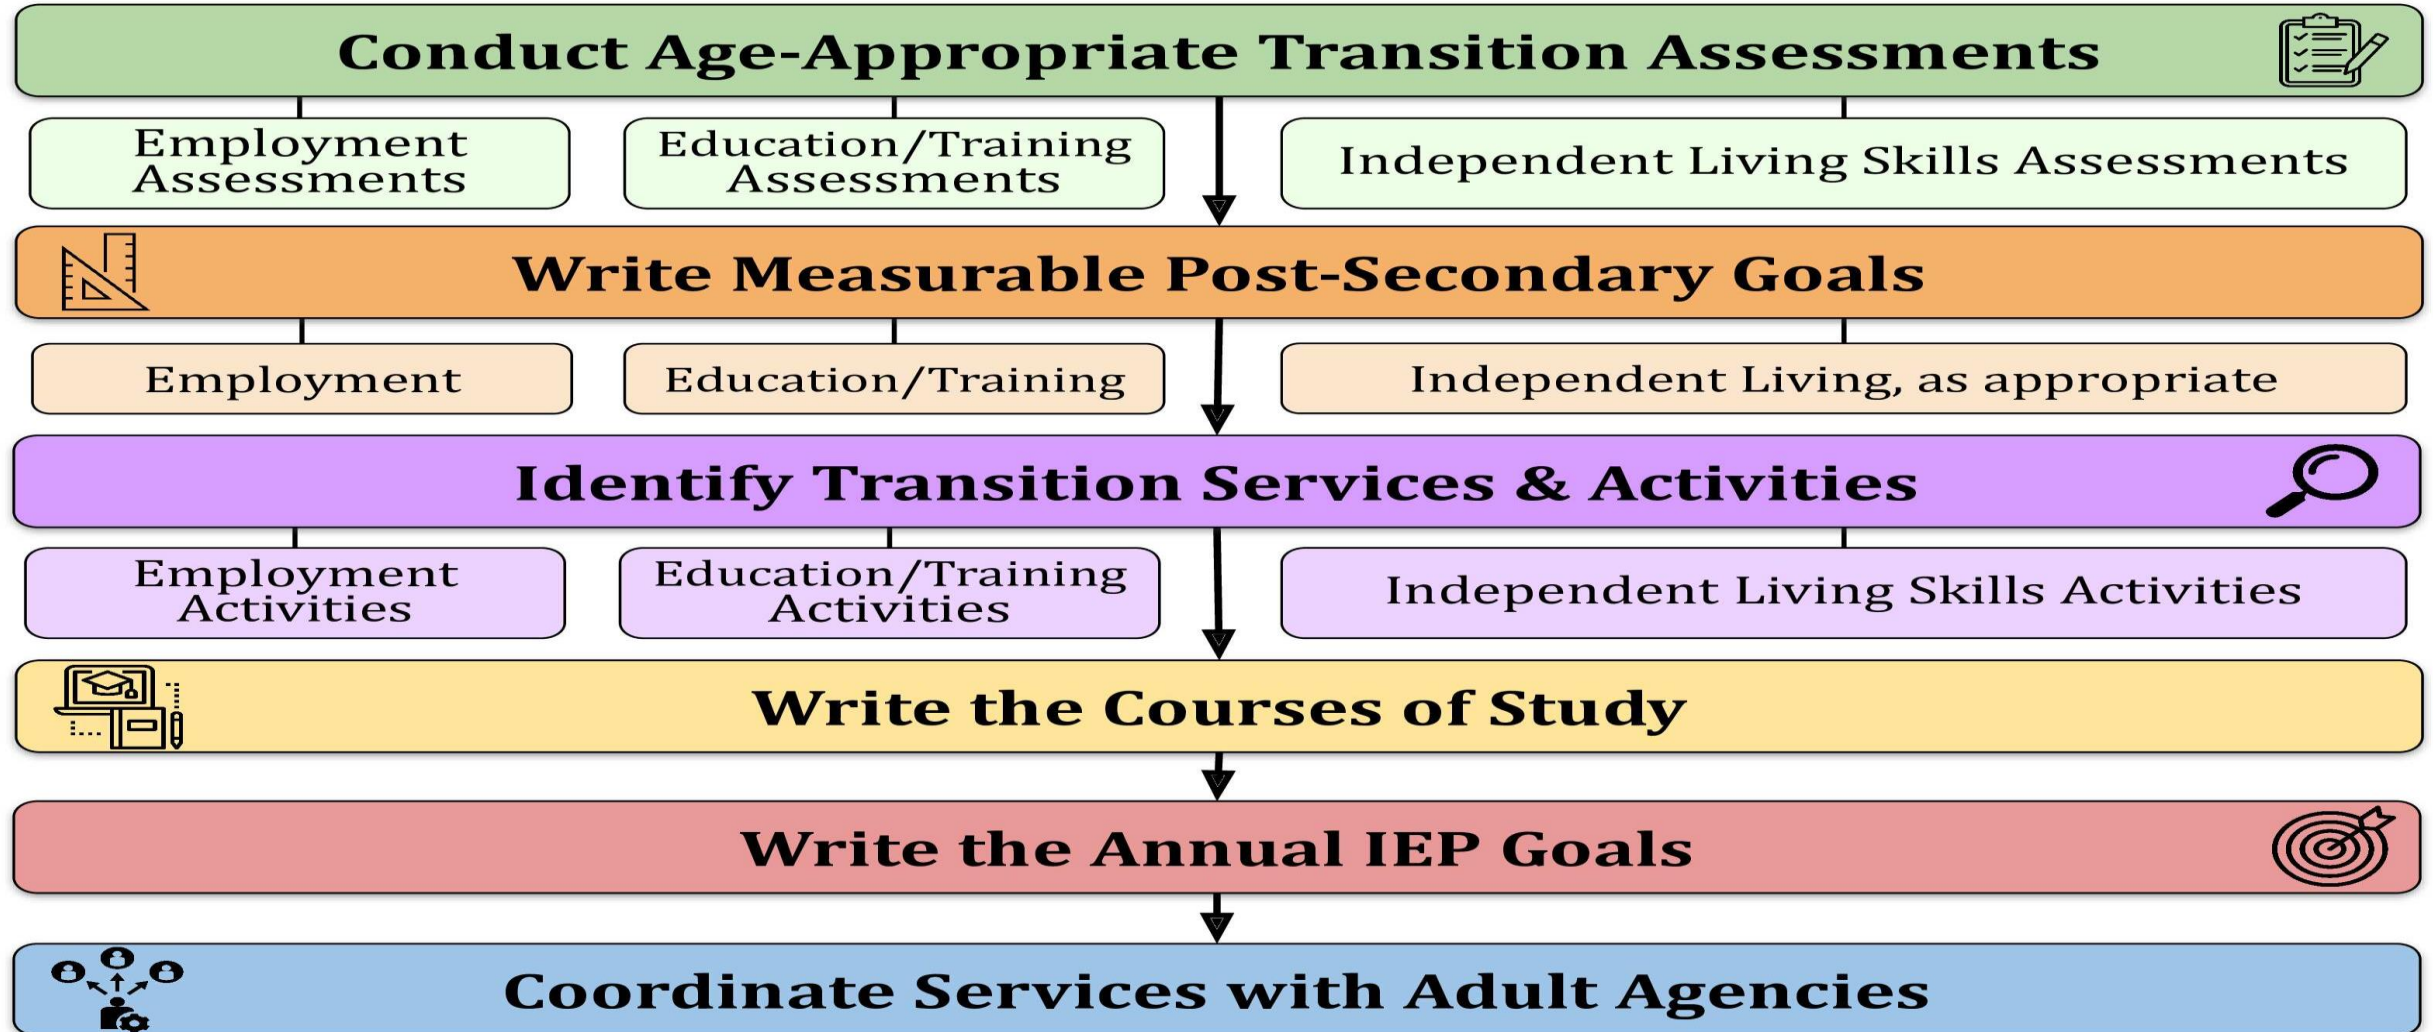 Conduct Age-Appropriate Transition Assessments
Employment
Assessments
Education/Training
Assessments
Independent Living Skills Assessments
Write Measurable Post-Secondary Goals
Employment
Education/Training
Independent Living, as appropriate
Identify Transition Services & Activities
Employment
Activities
Education/Training
Activities
Independent Living Skills Activities
Write the Courses of Study
Write the Annual IEP Goals
Coordinate Services with Adult Agencies